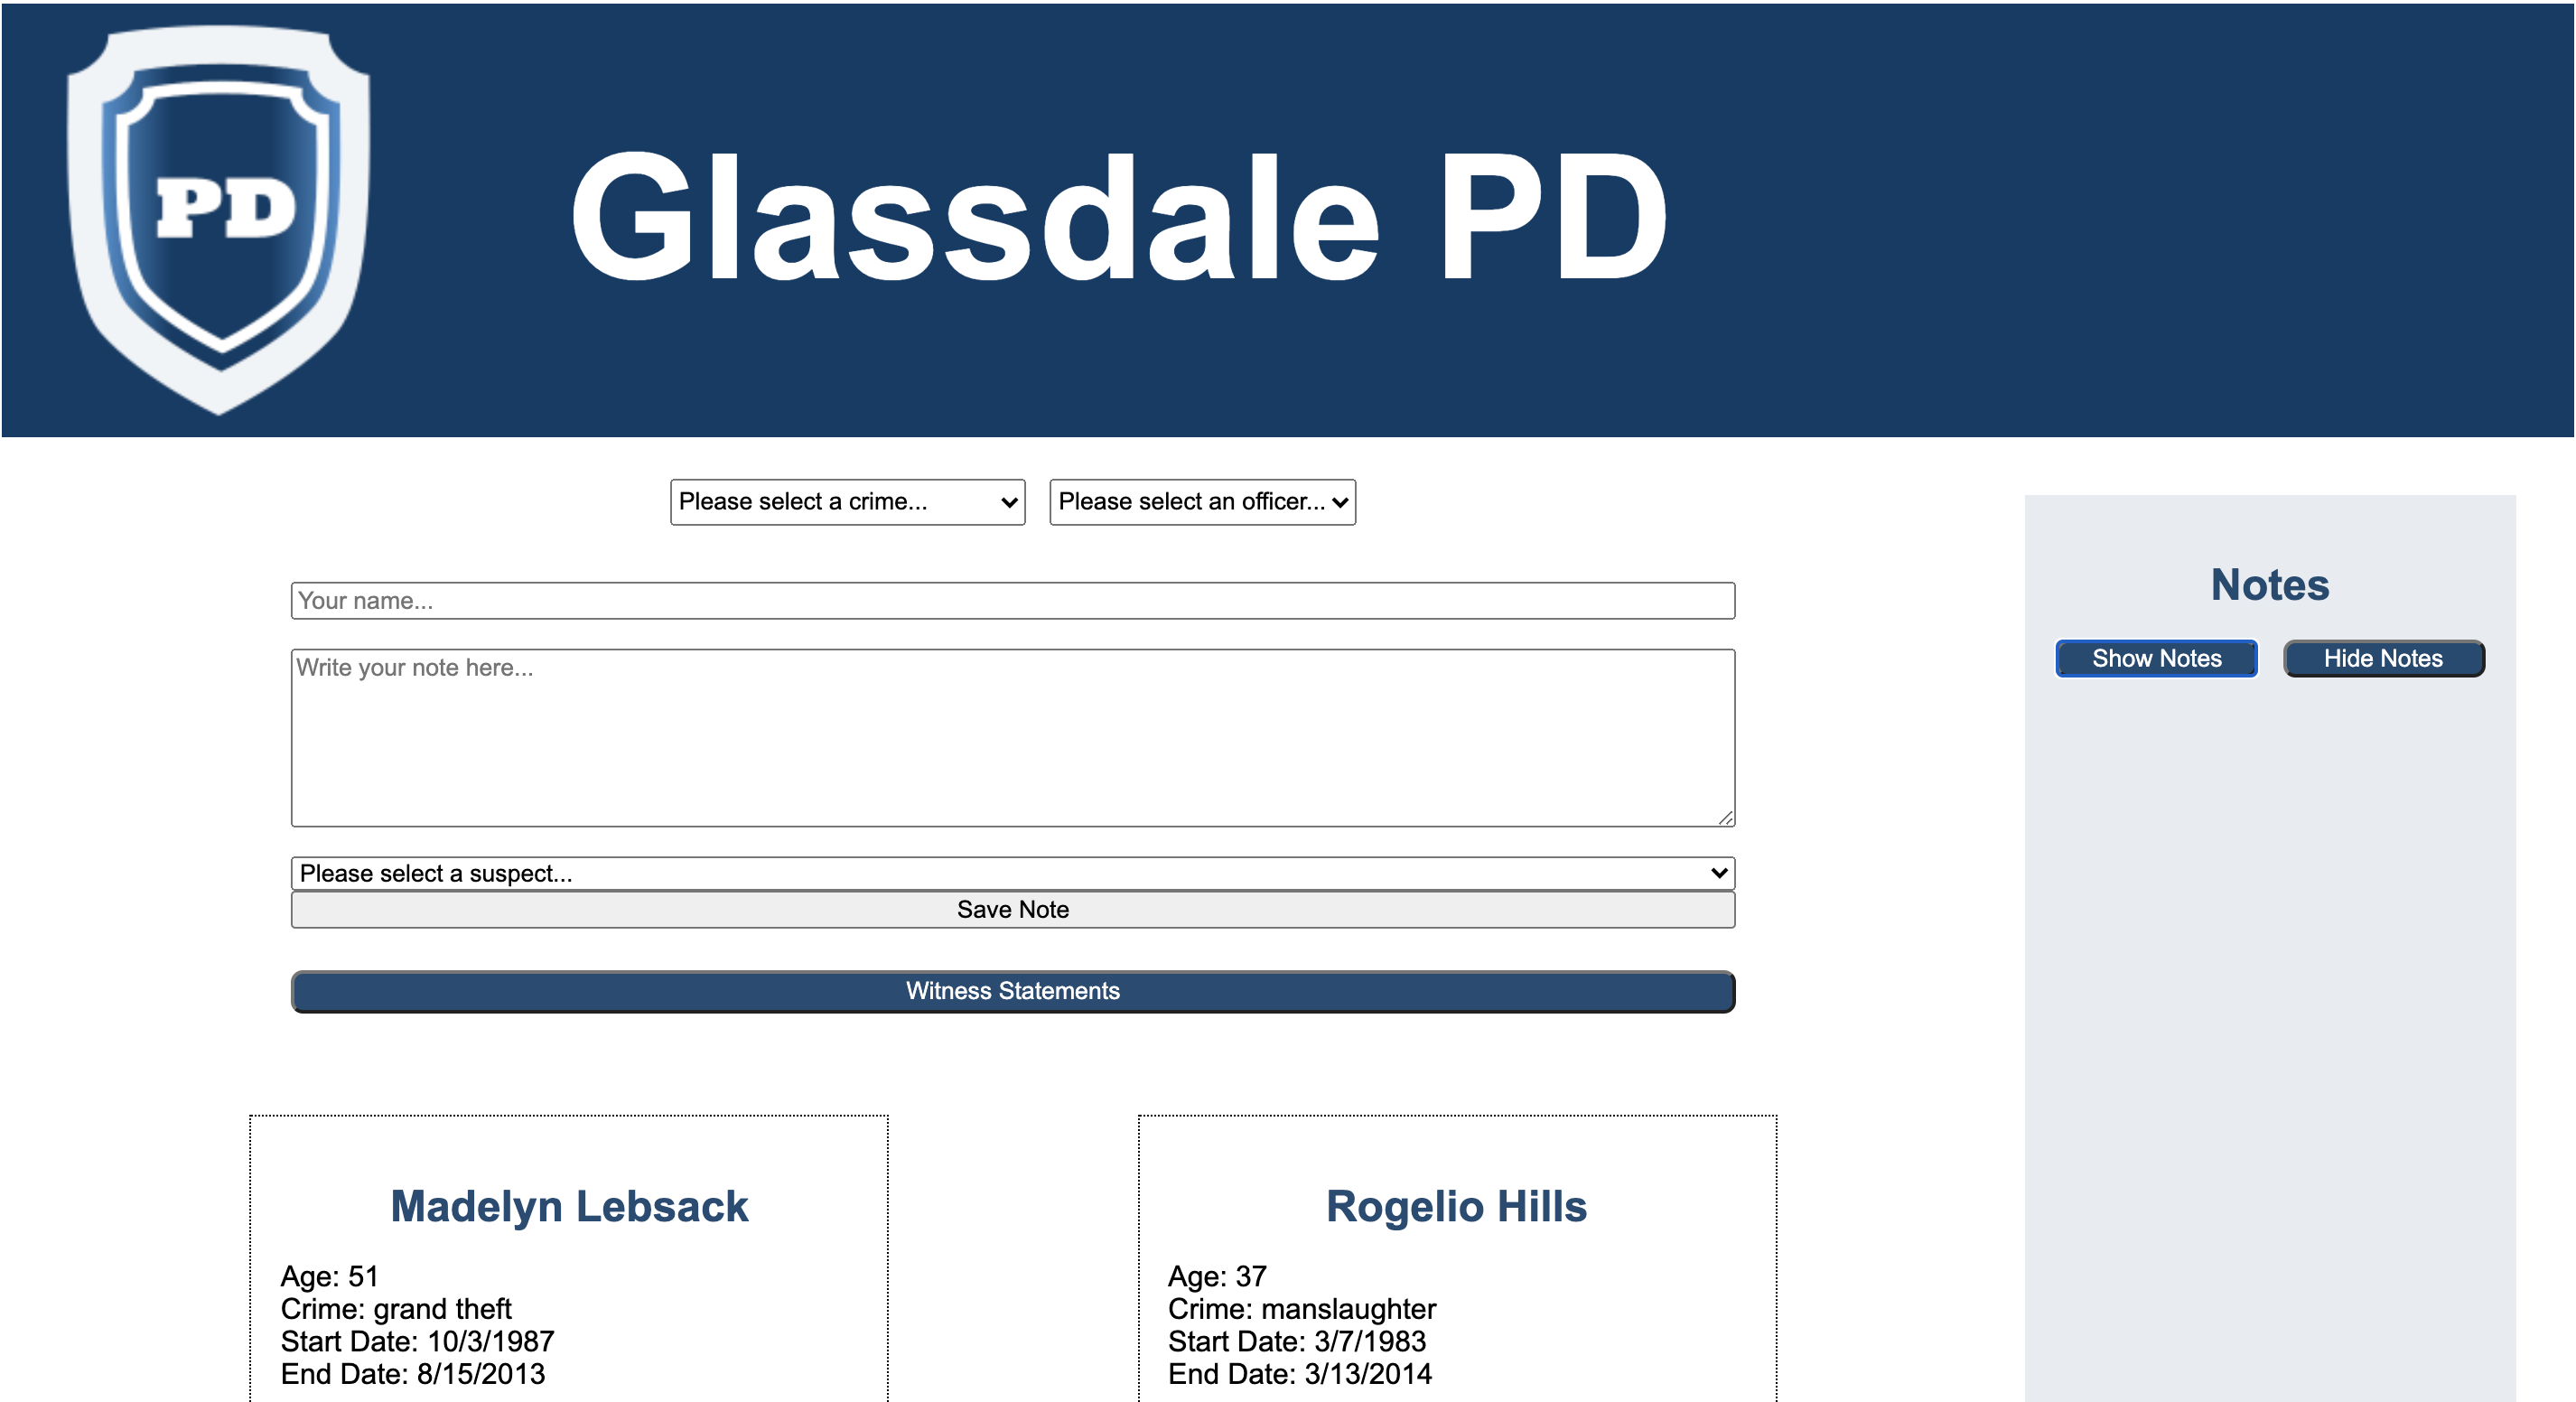 PD
Glassdale PD
Please select a crime...
Please select an officer...
Your name...
Write your note here...
Please select a suspect...
Save Note
Witness Statements
Notes
Show Notes
Hide Notes
Madelyn Lebsack
Age: 51
Crime: grand theft
Start Date: 10/3/1987
End Date: 8/15/2013
Rogelio Hills
Age: 37
Crime: manslaughter
Start Date: 3/7/1983
End Date: 3/13/2014